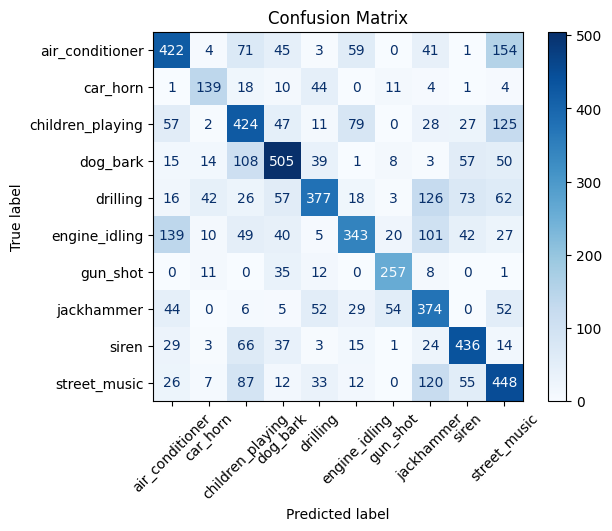 Confusion Matrix
air_conditioner 422 4 71 45 3 59 0 41 1 154
car_horn 1 139 18 10 44 0 11 4 1 4
children_playing 57 2 424 47 11 79 0 28 27 125
dog_bark 15 14 108 505 39 1 8 3 57 50
drilling 16 42 26 57 377 18 3 126 73 62
engine_idling 139 10 49 40 5 343 20 101 42 27
gun_shot 0 11 0 35 12 0 257 8 0 1
jackhammer 44 0 6 5 52 29 54 374 0 52
siren 29 3 66 37 3 15 1 24 436 14
street_music 26 7 87 12 33 12 0 120 55 448
True label
air_conditioner
car_horn
children_playing
dog_bark
drilling
engine_idling
gun_shot
jackhammer
siren
street_music
Predicted label
500
400
300
200
100
0